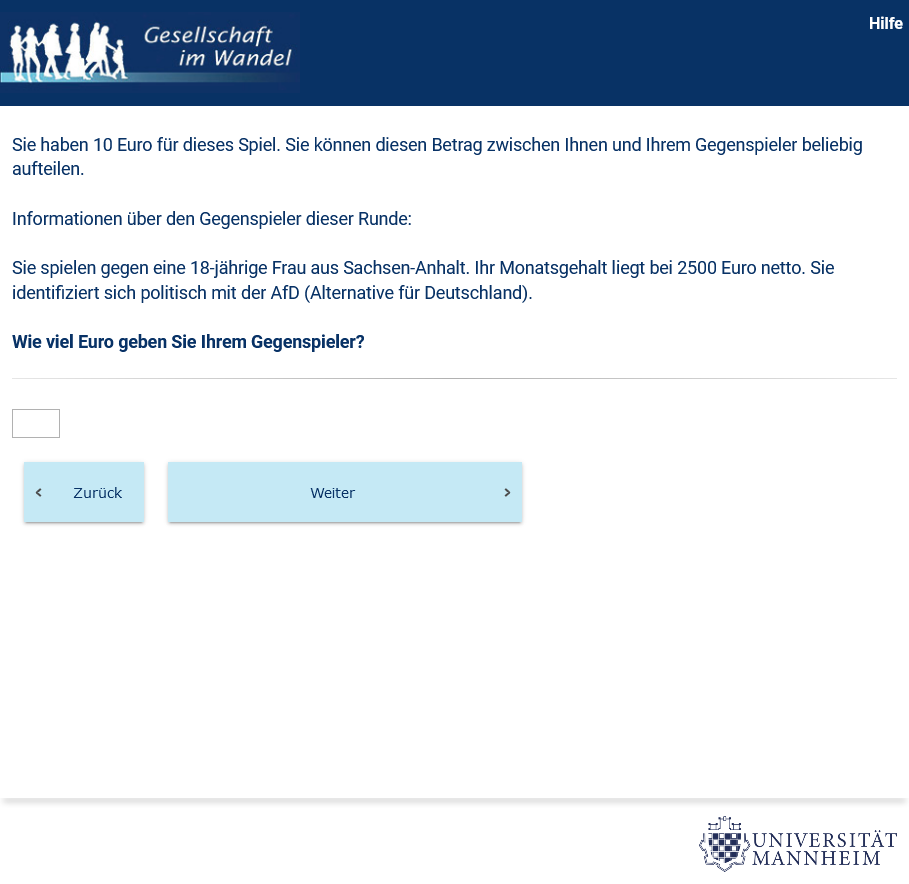 Gesellschaft
im Wandel
Hilfe
Sie haben 10 Euro für dieses Spiel. Sie können diesen Betrag zwischen Ihnen und Ihrem Gegenspieler beliebig
aufteilen.
Informationen über den Gegenspieler dieser Runde:
Sie spielen gegen eine 18-jährige Frau aus Sachsen-Anhalt. Ihr Monatsgehalt liegt bei 2500 Euro netto. Sie
identifiziert sich politisch mit der AfD (Alternative für Deutschland).
Wie viel Euro geben Sie Ihrem Gegenspieler?
Zurück
Weiter
UNIVERSITÄT
MANNHEIM